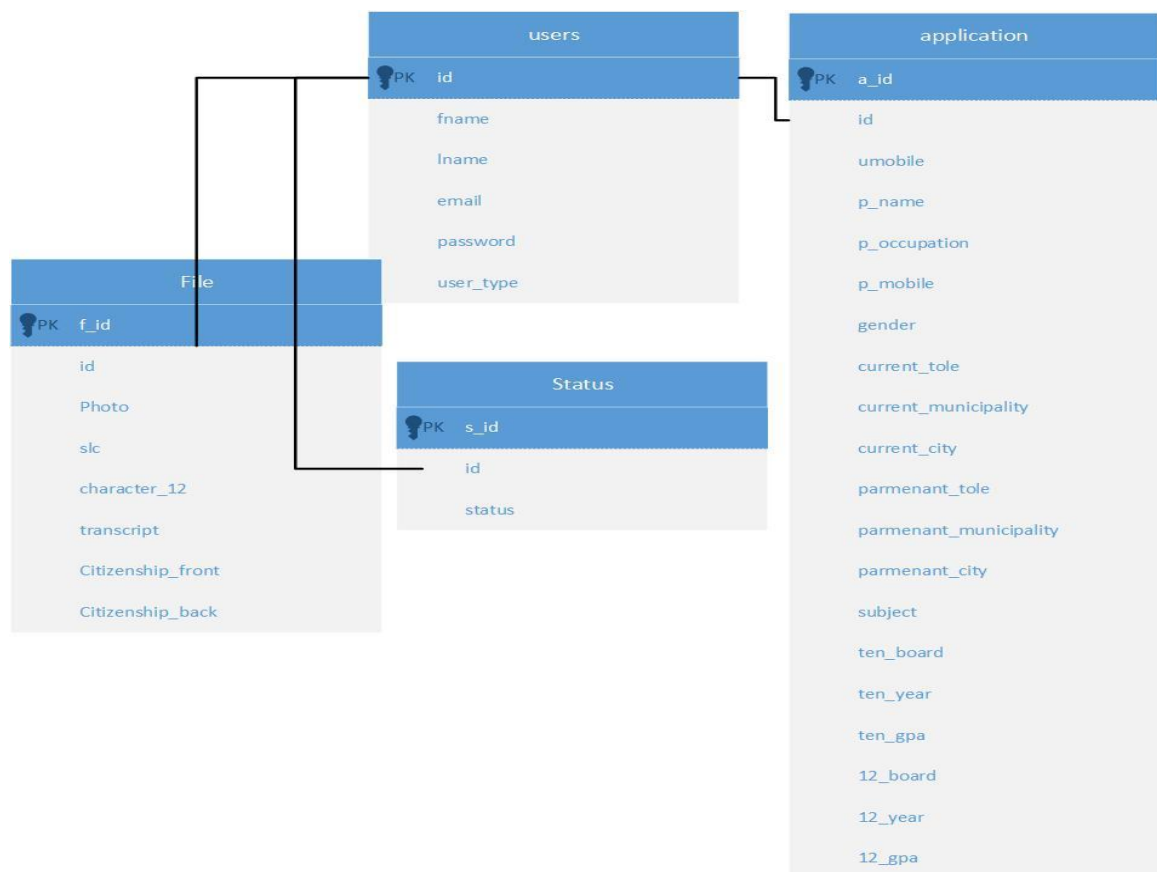 users
PK id
fname
lname
email
password
user_type
application
PK a_id
id
umobile
p_name
p_occupation
p_mobile
gender
current_tole
current_municipality
current_city
parmenant_tole
parmenant_municipality
parmenant_city
subject
ten_board
ten_year
ten_gpa
12_board
12_year
12_gpa
File
PK f_id
id
Photo
slc
character_12
transcript
Citizenship_front
Citizenship_back
Status
PK s_id
id
status